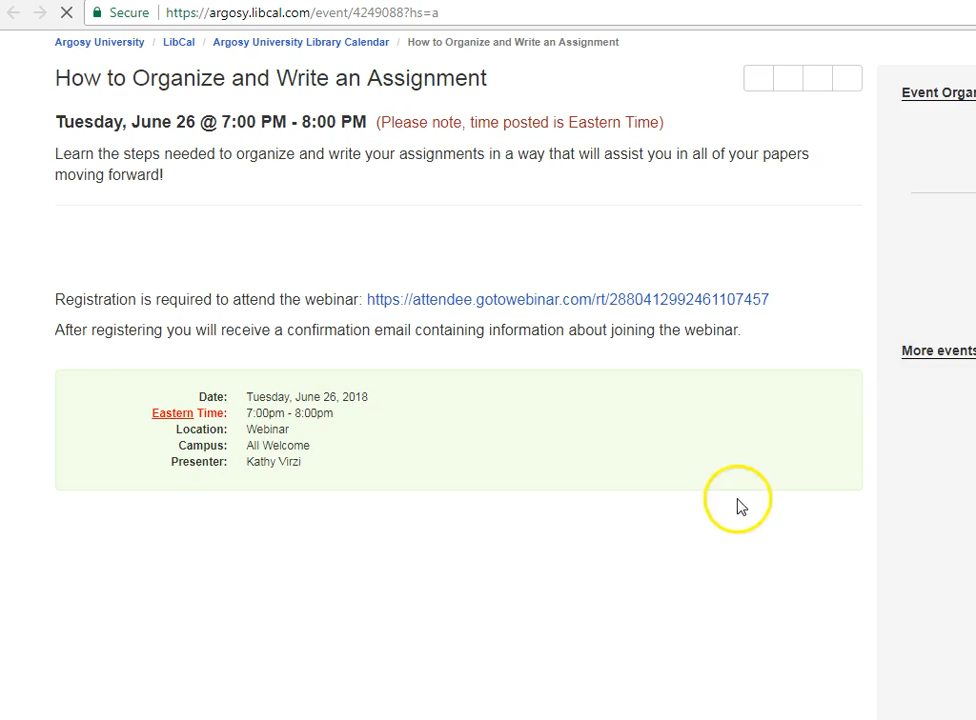 Secure https://argosy.libcal.com/event/4249088?hs=a
Argosy University / LibCal / Argosy University Library Calendar / How to Organize and Write an Assignment
How to Organize and Write an Assignment
Event Orga
Tuesday, June 26 @ 7:00 PM - 8:00 PM (Please note, time posted is Eastern Time)
Learn the steps needed to organize and write your assignments in a way that will assist you in all of your papers
moving forward!
Registration is required to attend the webinar: https://attendee.gotowebinar.com/rt/2880412992461107457
After registering you will receive a confirmation email containing information about joining the webinar.
More events
Date: Tuesday, June 26, 2018
Eastern Time: 7:00pm - 8:00pm
Location: Webinar
Campus: All Welcome
Presenter: Kathy Virzi